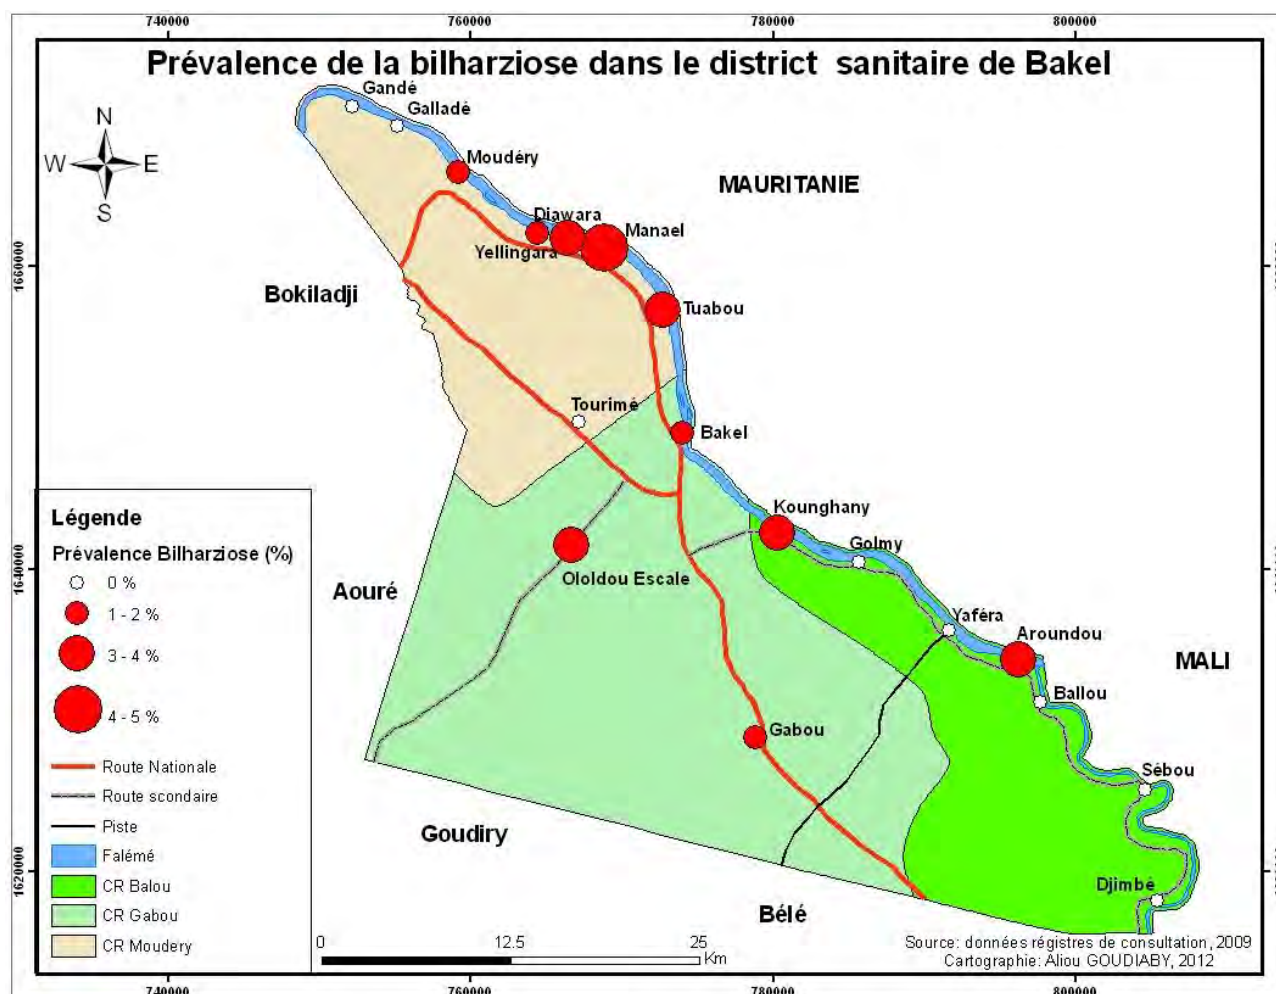 740000
760000
780000
800000
Prévalence de la bilharziose dans le district sanitaire de Bakel
N
W
E
S
Gandé
Galladé
Moudéry
MAURITANIE
Diawara
Manael
Yellingara
1660000
Bokiladji
Tuabou
Tourimé
Bakel
Kounghany
Golmy
1640000
Ololdou Escale
Aouré
Yaféra
Aroundou
MALI
Ballou
Gabou
Sébou
Goudiry
1620000
Djimbé
Bélé
Légende
Prévalence Bilharziose (%)
0 %
1 - 2 %
3 - 4 %
4 - 5 %
Route Nationale
Route scondaire
Piste
Falémé
CR Balou
CR Gabou
CR Moudery
0
12.5
25
Km
Source: données régistres de consultation, 2009
Cartographie: Aliou GOUDIABY, 2012
740000
760000
780000
800000